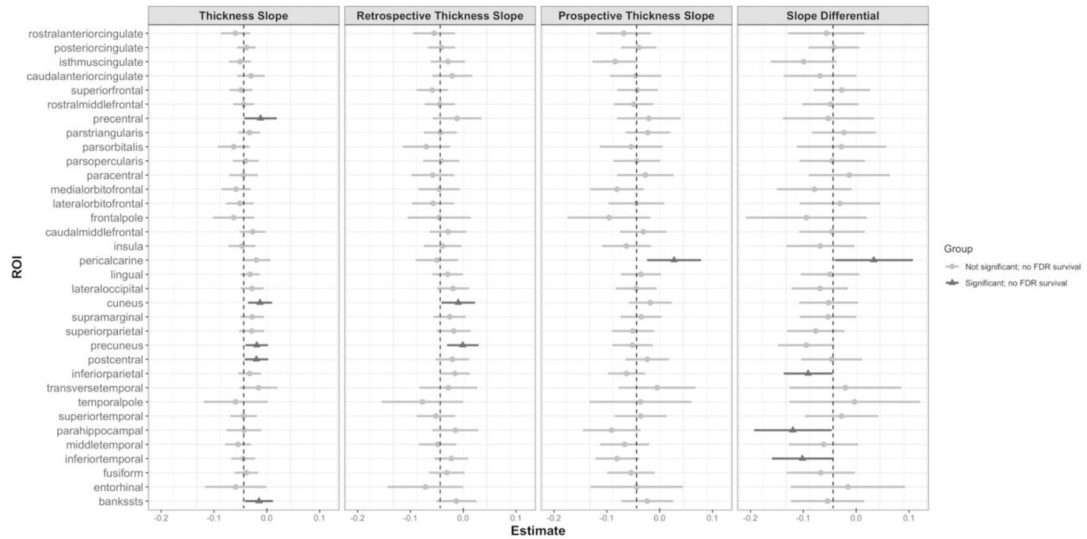 Thickness Slope
Retrospective Thickness Slope
Prospective Thickness Slope
Slope Differential
rostralanteriorcingulate
posteriorcingulate
isthmuscingulate
caudalanteriorcingulate
superiorfrontal
rostralmiddlefrontal
precentral
parstriangularis
parsorbitalis
parsopercularis
paracentral
medialorbitofrontal
lateralorbitofrontal
frontalpole
caudalmiddlefrontal
insula
pericalcarine
lingual
lateraloccipital
cuneus
supramarginal
superiorparietal
precuneus
postcentral
inferiorparietal
transversetemporal
temporalpole
superiortemporal
parahippocampal
middletemporal
inferiortemporal
fusiform
entorhinal
bankssts
ROI
-0.2 -0.1 0.0 0.1 -0.2 -0.1 0.0 0.1 -0.2 -0.1 0.0 0.1 -0.2 -0.1 0.0 0.1
Estimate
Group
Not significant; no FDR survival
Significant; no FDR survival